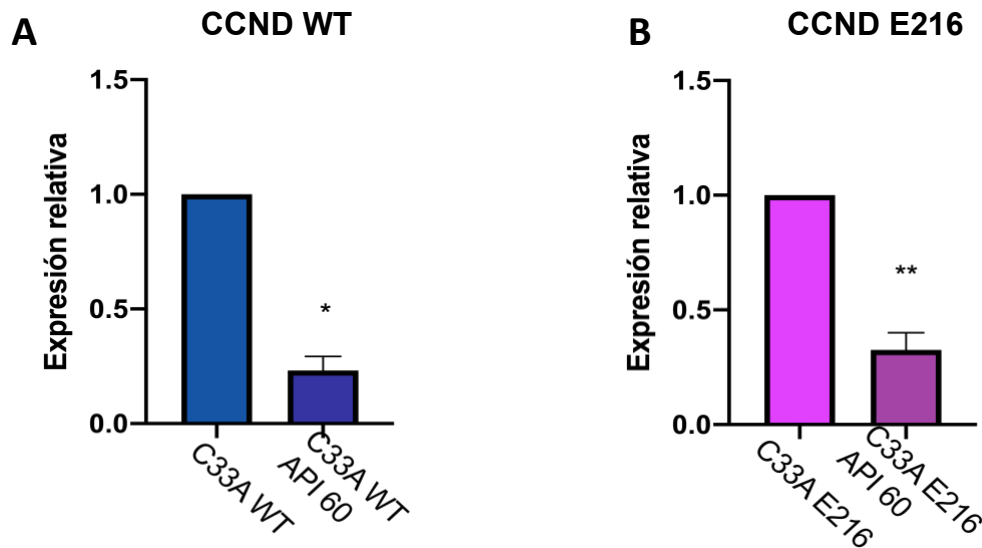 A
CCND WT
Expresión relativa
1.5
1.0
0.5
0.0
*
C33A WT
C33A WT
API 60
B
CCND E216
Expresión relativa
1.5
1.0
0.5
0.0
**
C33A E216
C33A E216
API 60